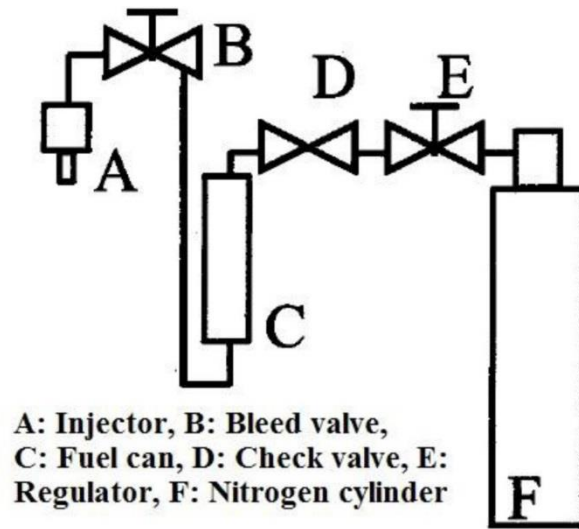 B
D
E
A
C
A: Injector, B: Bleed valve,
C: Fuel can, D: Check valve, E:
Regulator, F: Nitrogen cylinder
F